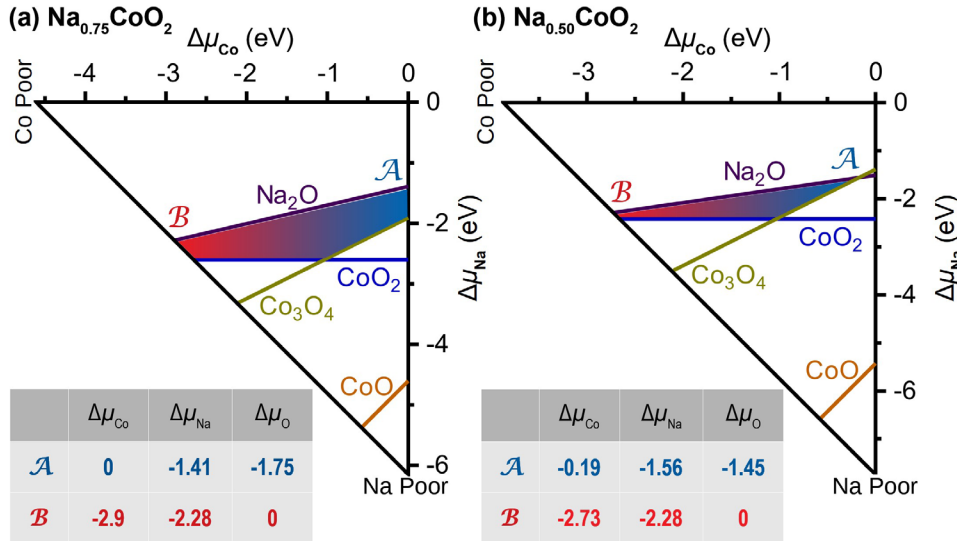 (a) Na0.75CoO2
ΔμCo (eV)
-4 -3 -2 -1 0
Co Poor
0
-2
-4
-6
ΔμNa (eV)
𝒜
ℬ
Na2O
CoO2
Co3O4
CoO
Na Poor
ΔμCo ΔμNa ΔμO
𝒜 0 -1.41 -1.75
ℬ -2.9 -2.28 0
(b) Na0.50CoO2
ΔμCo (eV)
-3 -2 -1 0
Co Poor
0
-2
-4
-6
ΔμNa (eV)
𝒜
ℬ
Na2O
CoO2
Co3O4
CoO
Na Poor
ΔμCo ΔμNa ΔμO
𝒜 -0.19 -1.56 -1.45
ℬ -2.73 -2.28 0